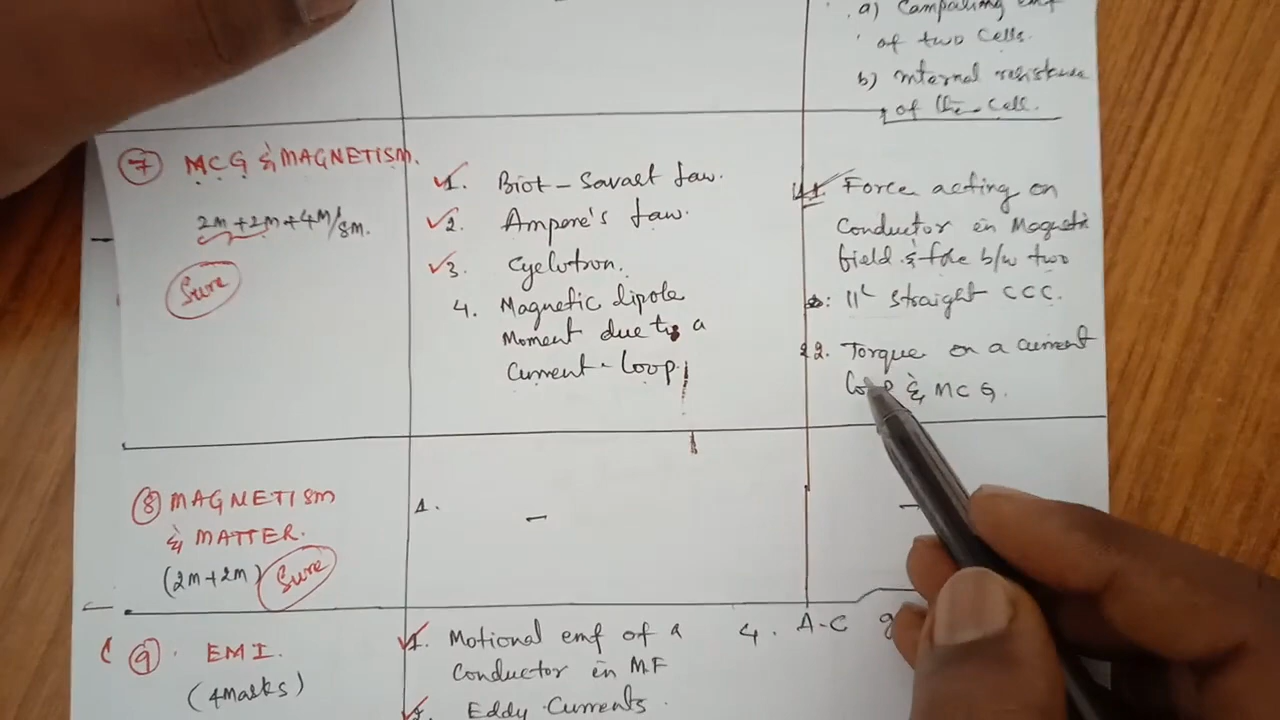 a) Comparing emf
of two cells.
b) internal resistance
of the cell.
7 MCG & MAGNETISM.
2M+2M+4M/8M.
Sure
1. Biot-Savart Law.
2. Ampere's Law.
3. Cyclotron.
4. Magnetic dipole
Moment due to a
Current-Loop
1. Force acting on
Conductor in Magnetic
field & force b/w two
11l straight CCC.
2. Torque on a current
loop & MCG.
8 MAGNETISM
& MATTER.
(2M+2M)
Sure
1. -
-
9. EMI.
(4Marks)
1. Motional emf of a
Conductor in MF
2. Eddy Currents.
4. A-C